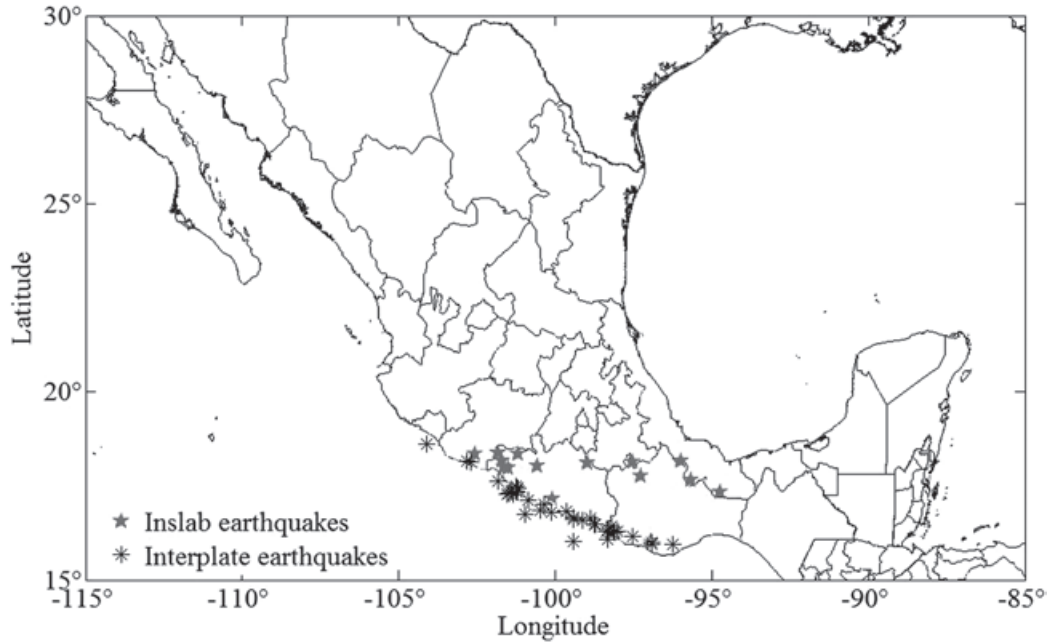 30°
25°
Latitude
20°
Inslab earthquakes
Interplate earthquakes
15°
-115° -110° -105° -100° -95° -90° -85°
Longitude